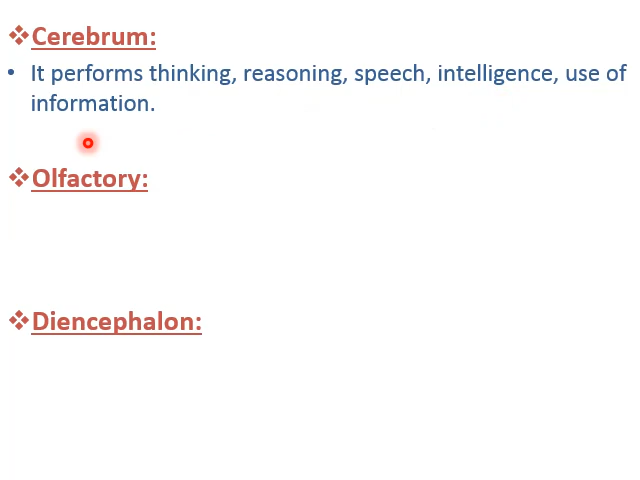 ❖Cerebrum:
• It performs thinking, reasoning, speech, intelligence, use of
information.
❖Olfactory:
❖Diencephalon: